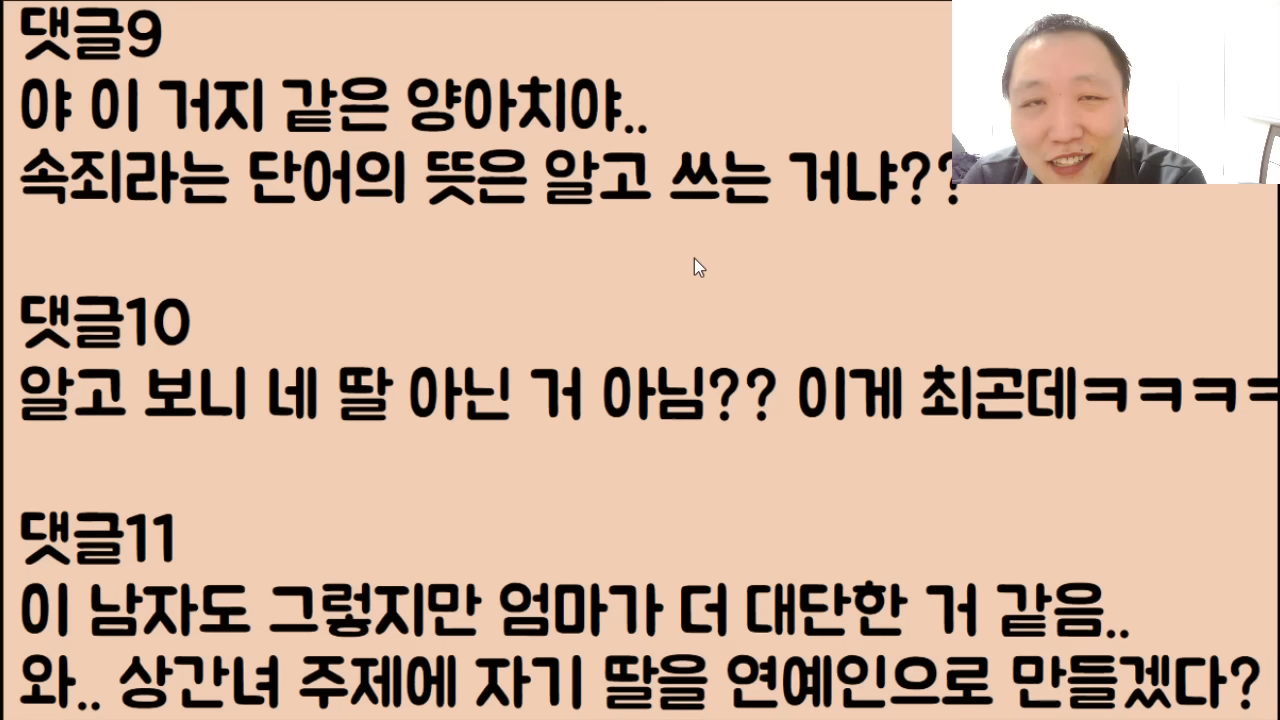 댓글9
야 이 거지 같은 양아치야..
속죄라는 단어의 뜻은 알고 쓰는 거냐??
댓글10
알고 보니 네 딸 아닌 거 아님?? 이게 최곤데ㅋㅋㅋㅋ
댓글11
이 남자도 그렇지만 엄마가 더 대단한 거 같음..
와.. 상간녀 주제에 자기 딸을 연예인으로 만들겠다?